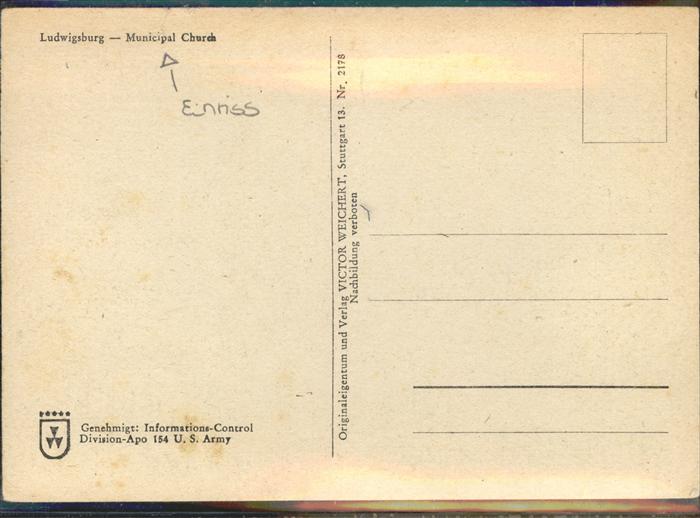 Ludwigsburg — Municipal Church
Einriss
Originaleigentum und Verlag VICTOR WEICHERT, Stuttgart 13. Nr. 2178
Nachbildung verboten
Genehmigt: Informations-Control
Division-Apo 154 U. S. Army